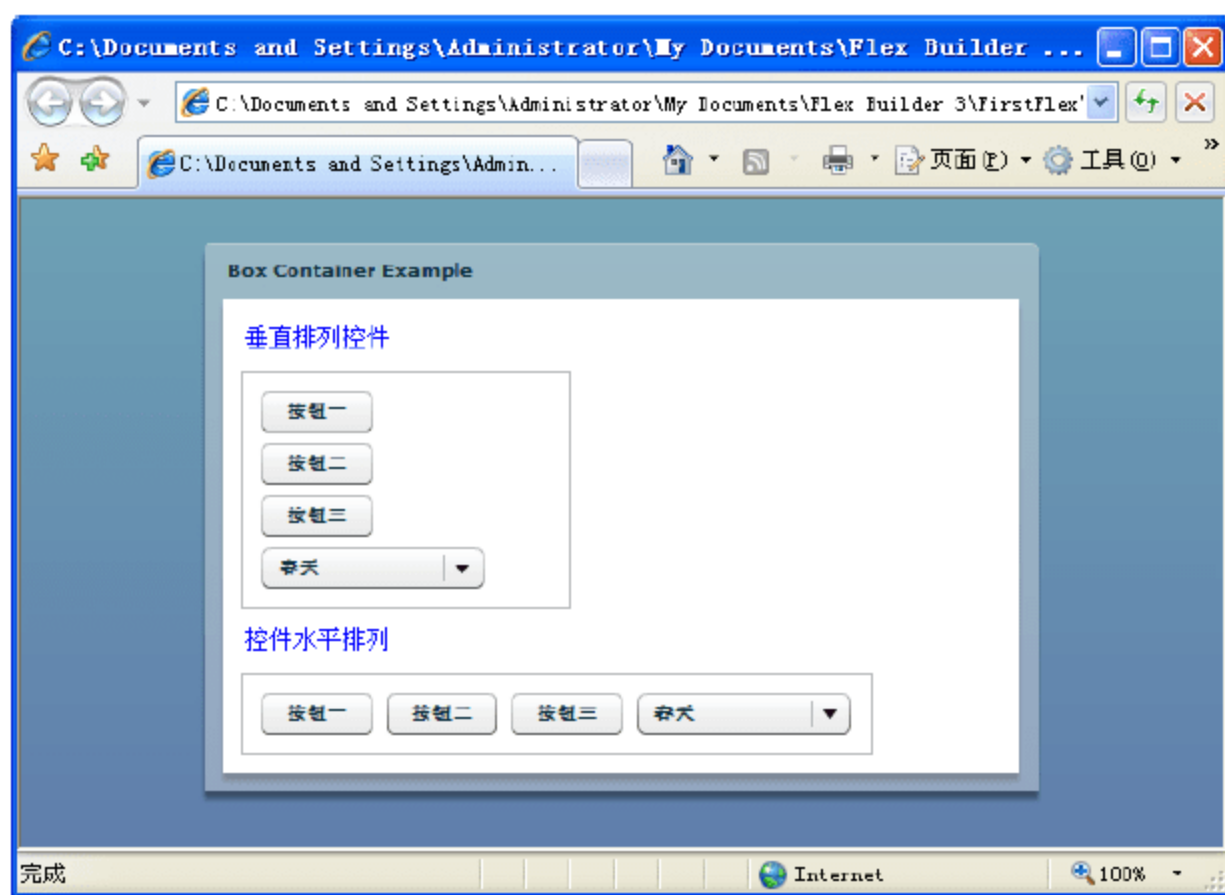 C:\Documents and Settings\Administrator\My Documents\Flex Builder ...
C:\Documents and Settings\Administrator\My Documents\Flex Builder 3\FirstFlex'
C:\Documents and Settings\Admin... 页面(P) 工具(O) »
Box Container Example
垂直排列控件
按钮一
按钮二
按钮三
春天
控件水平排列
按钮一 按钮二 按钮三 春天
完成 Internet 100%